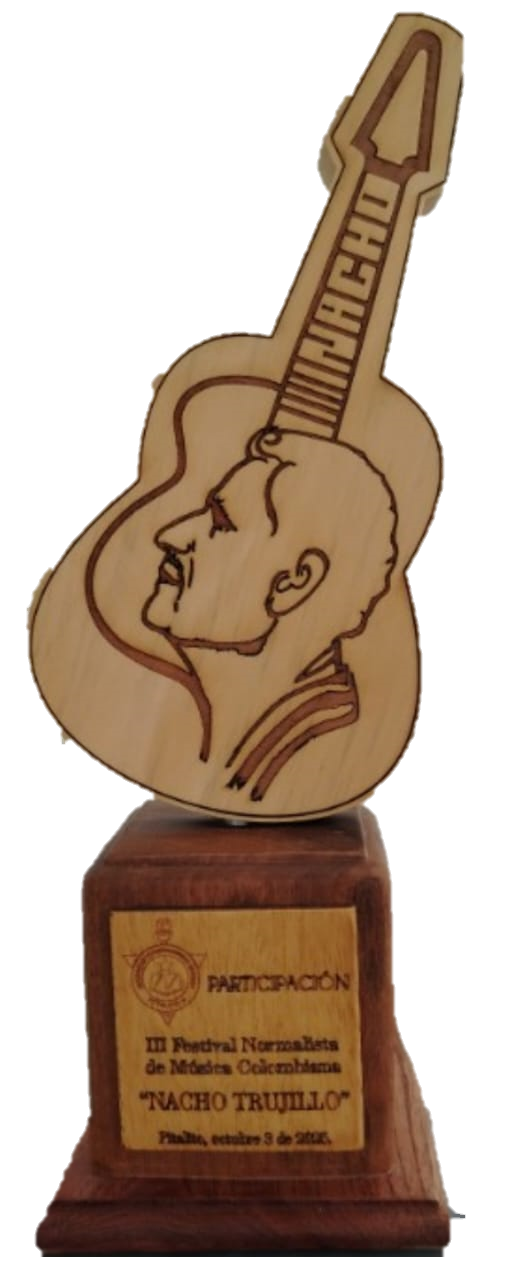 NACHO
PARTICIPACIÓN
III Festival Normalista
de Música Colombiana
"NACHO TRUJILLO"
Pitalito, octubre 3 de